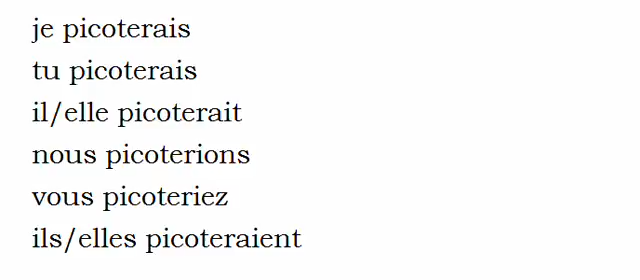 je picoterais
tu picoterais
il/elle picoterait
nous picoterions
vous picoteriez
ils/elles picoteraient